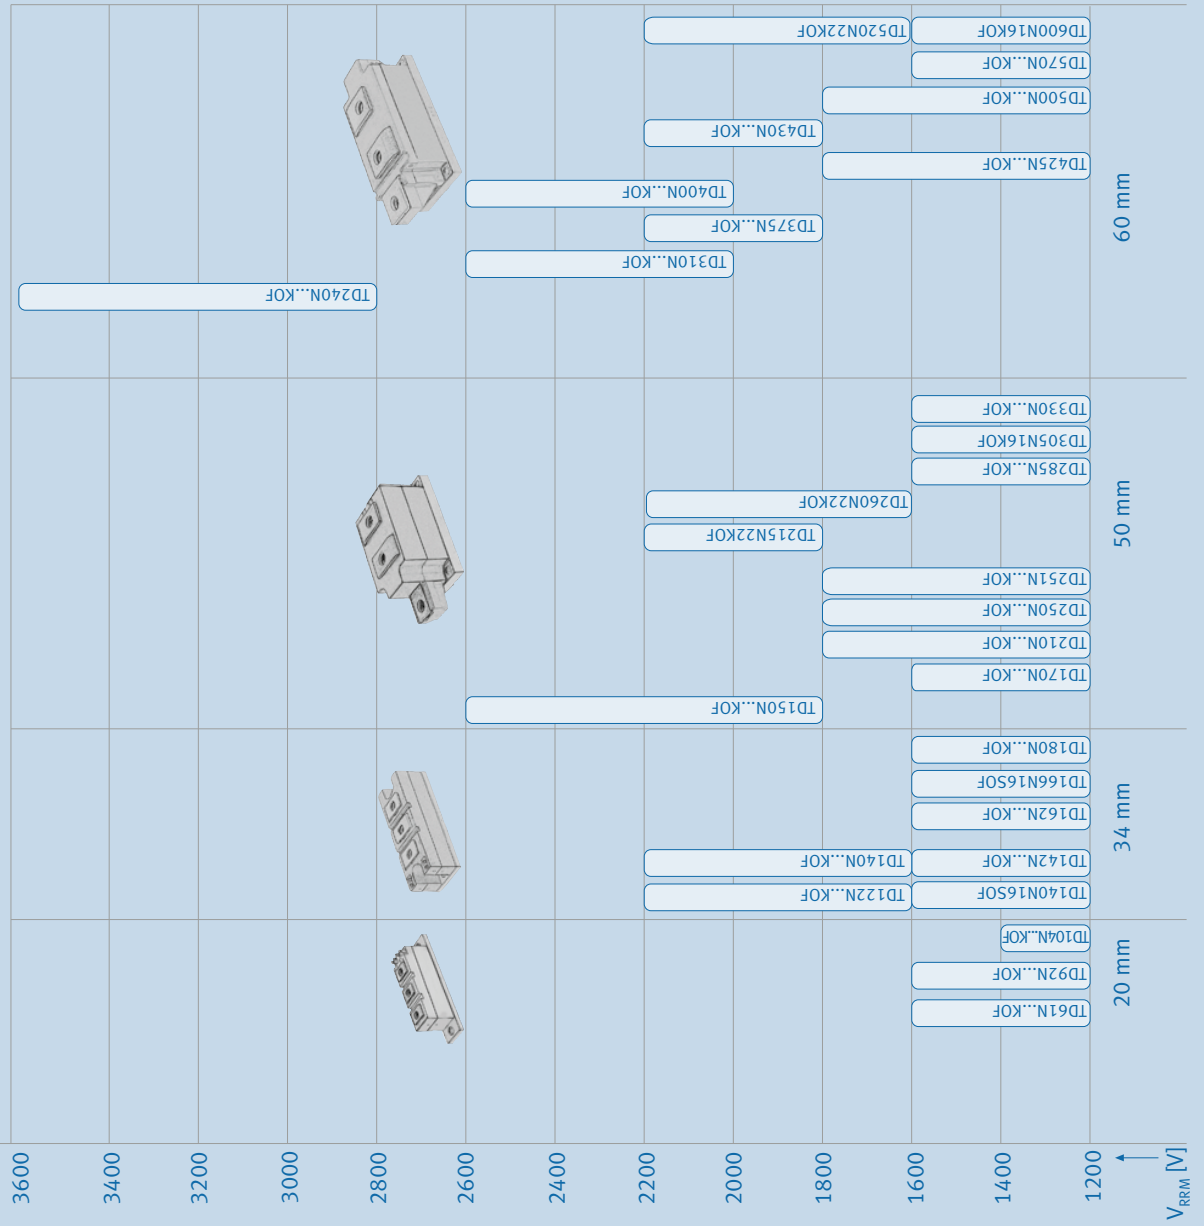 TD520N22KOF
TD600N16KOF
TD570N...KOF
TD500N...KOF
TD430N...KOF
TD425N...KOF
TD400N...KOF
TD375N...KOF
TD310N...KOF
TD240N...KOF
60 mm
TD330N...KOF
TD305N16KOF
TD285N...KOF
TD260N22KOF
TD215N22KOF
TD251N...KOF
TD250N...KOF
TD210N...KOF
TD170N...KOF
TD150N...KOF
50 mm
TD180N...KOF
TD166N16SOF
TD162N...KOF
TD140N...KOF
TD142N...KOF
TD122N...KOF
TD140N16SOF
34 mm
TD104N...KOF
TD92N...KOF
TD61N...KOF
20 mm
3600
3400
3200
3000
2800
2600
2400
2200
2000
1800
1600
1400
1200
VRRM [V]